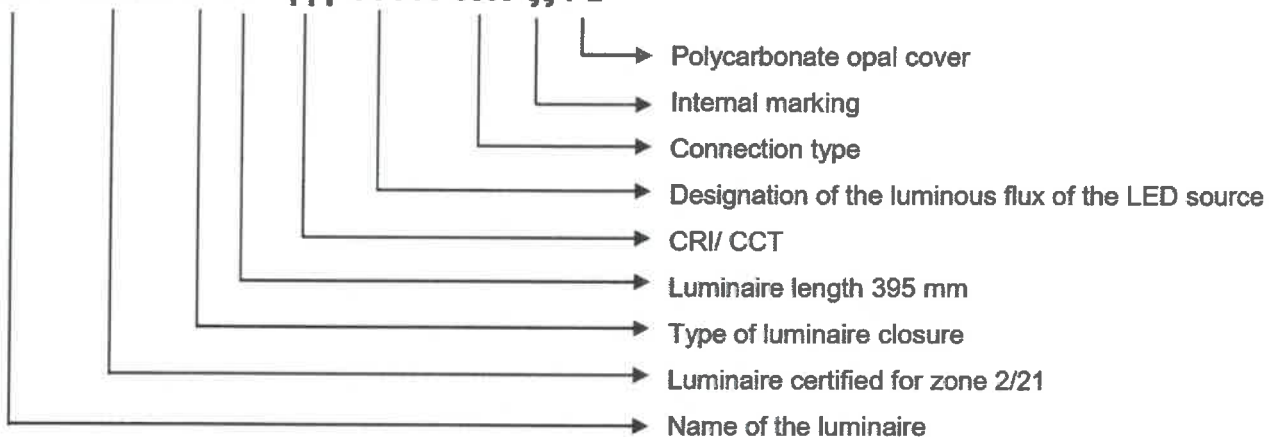 Polycarbonate opal cover
Internal marking
Connection type
Designation of the luminous flux of the LED source
CRI/ CCT
Luminaire length 395 mm
Type of luminaire closure
Luminaire certified for zone 2/21
Name of the luminaire